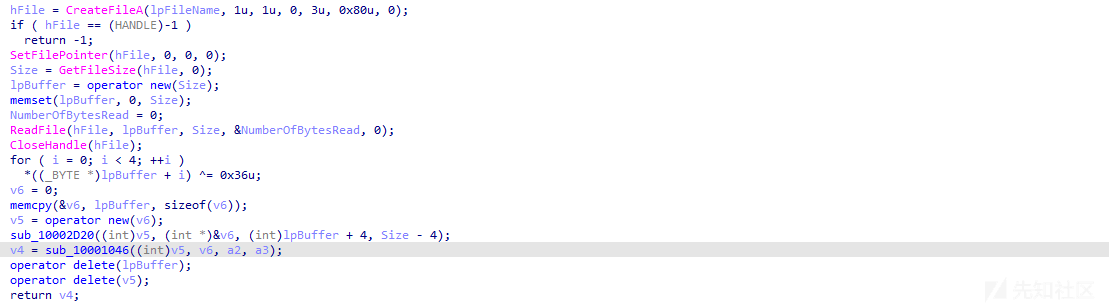 hFile = CreateFileA(lpFileName, 1u, 1u, 0, 3u, 0x80u, 0);
if ( hFile == (HANDLE)-1 )
return -1;
SetFilePointer(hFile, 0, 0, 0);
Size = GetFileSize(hFile, 0);
lpBuffer = operator new(Size);
memset(lpBuffer, 0, Size);
NumberOfBytesRead = 0;
ReadFile(hFile, lpBuffer, Size, &NumberOfBytesRead, 0);
CloseHandle(hFile);
for ( i = 0; i < 4; ++i )
*((_BYTE *)lpBuffer + i) ^= 0x36u;
v6 = 0;
memcpy(&v6, lpBuffer, sizeof(v6));
v5 = operator new(v6);
sub_10002D20((int)v5, (int *)&v6, (int)lpBuffer + 4, Size - 4);
v4 = sub_10001046((int)v5, v6, a2, a3);
operator delete(lpBuffer);
operator delete(v5);
return v4;
先知社区